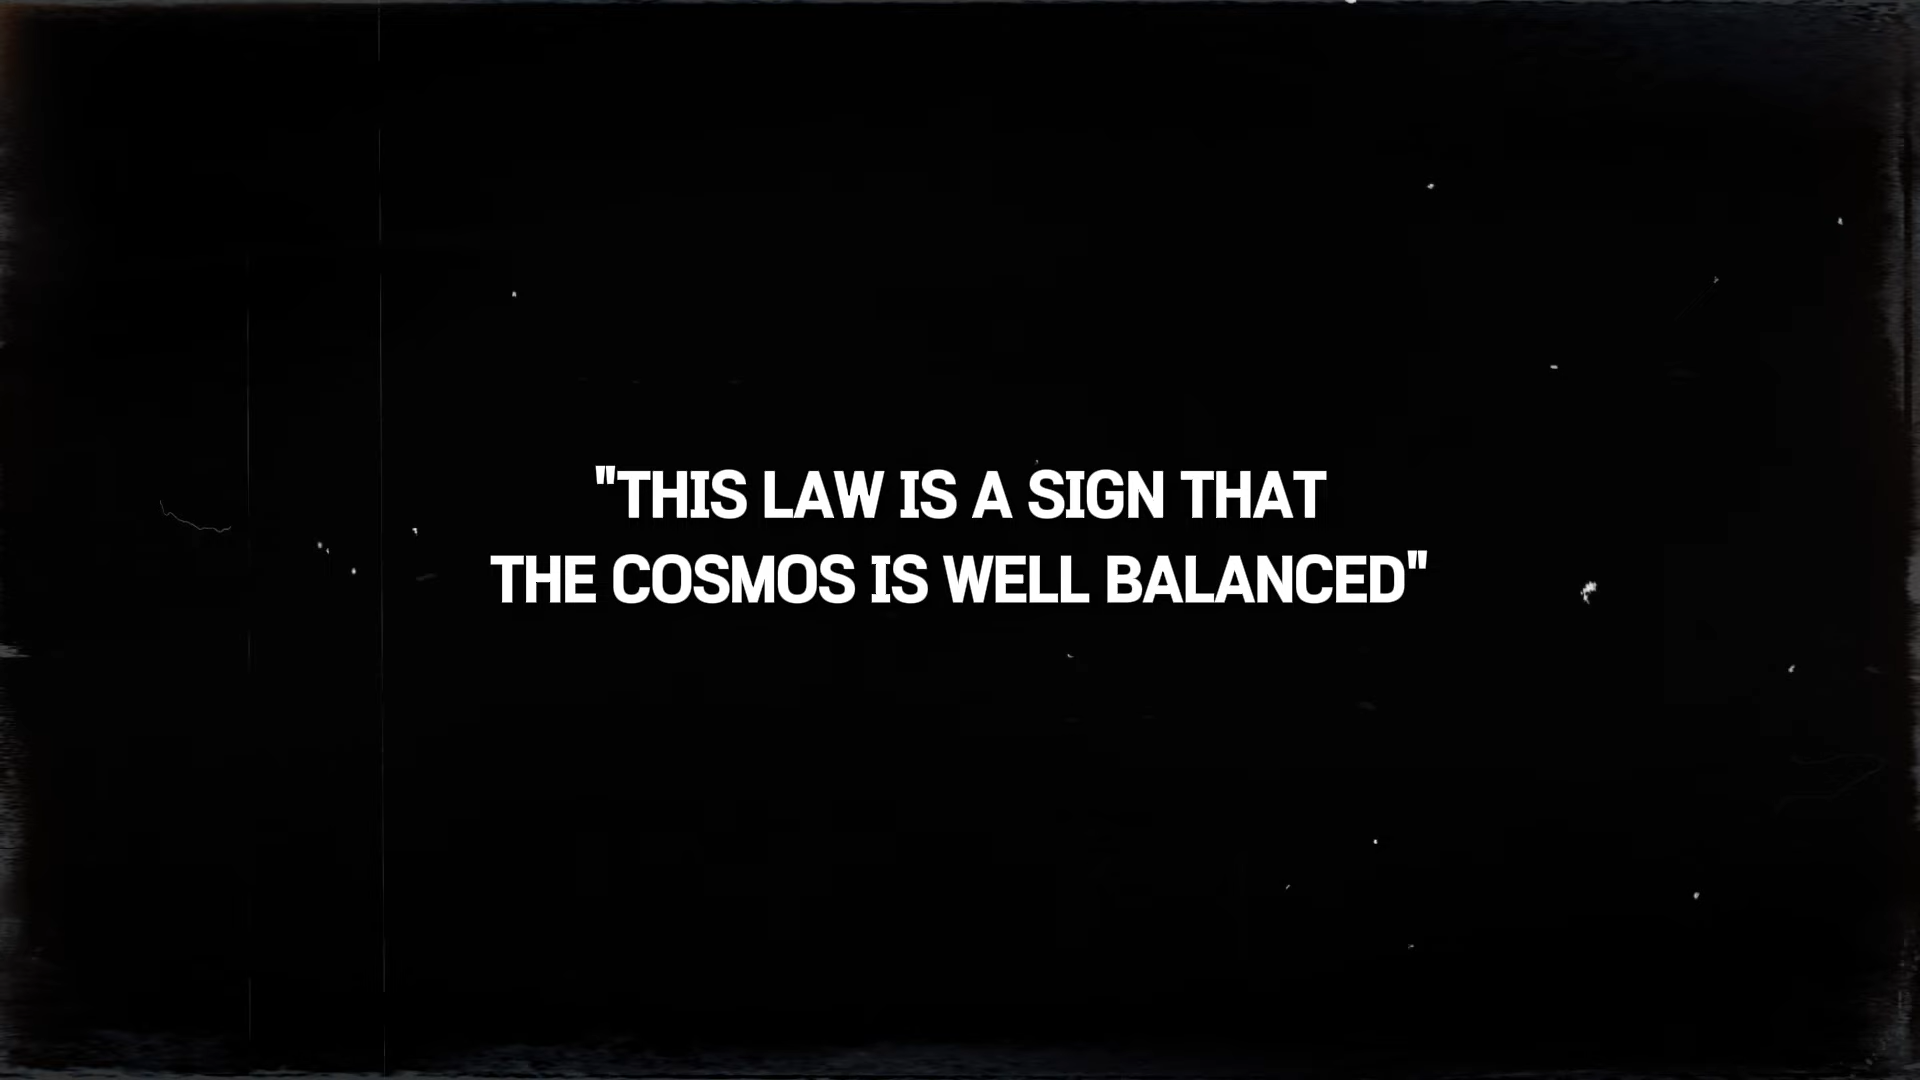 "THIS LAW IS A SIGN THAT
THE COSMOS IS WELL BALANCED"